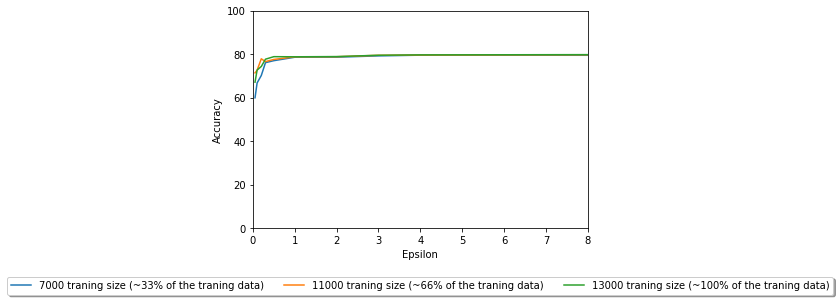 100
80
60
40
20
0
Accuracy
0 1 2 3 4 5 6 7 8
Epsilon
7000 traning size (~33% of the traning data) 11000 traning size (~66% of the traning data) 13000 traning size (~100% of the traning data)